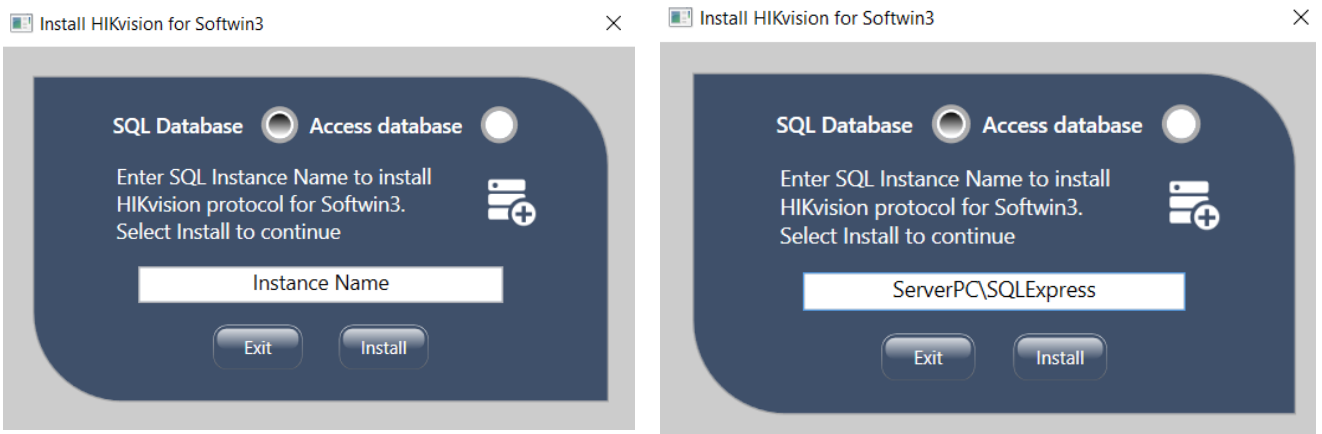 Install HIKvision for Softwin3
SQL Database Access database
Enter SQL Instance Name to install
HIKvision protocol for Softwin3.
Select Install to continue
Instance Name
Exit Install
Install HIKvision for Softwin3
SQL Database Access database
Enter SQL Instance Name to install
HIKvision protocol for Softwin3.
Select Install to continue
ServerPC\SQLExpress
Exit Install